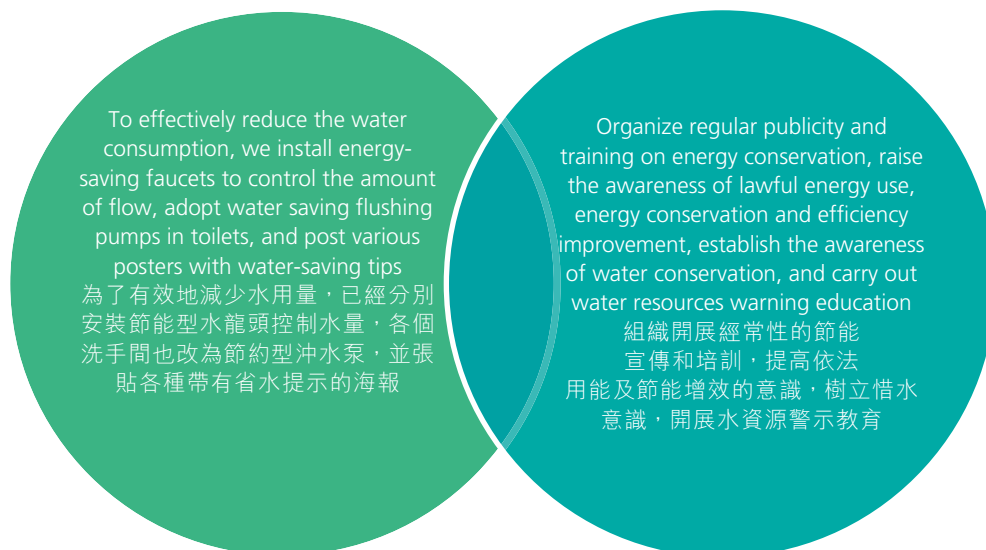 To effectively reduce the water
consumption, we install energy-
saving faucets to control the amount
of flow, adopt water saving flushing
pumps in toilets, and post various
posters with water-saving tips
為了有效地減少水用量，已經分別
安裝節能型水龍頭控制水量，各個
洗手間也改為節約型沖水泵，並張
貼各種帶有省水提示的海報
Organize regular publicity and
training on energy conservation, raise
the awareness of lawful energy use,
energy conservation and efficiency
improvement, establish the awareness
of water conservation, and carry out
water resources warning education
組織開展經常性的節能
宣傳和培訓，提高依法
用能及節能增效的意識，樹立惜水
意識，開展水資源警示教育